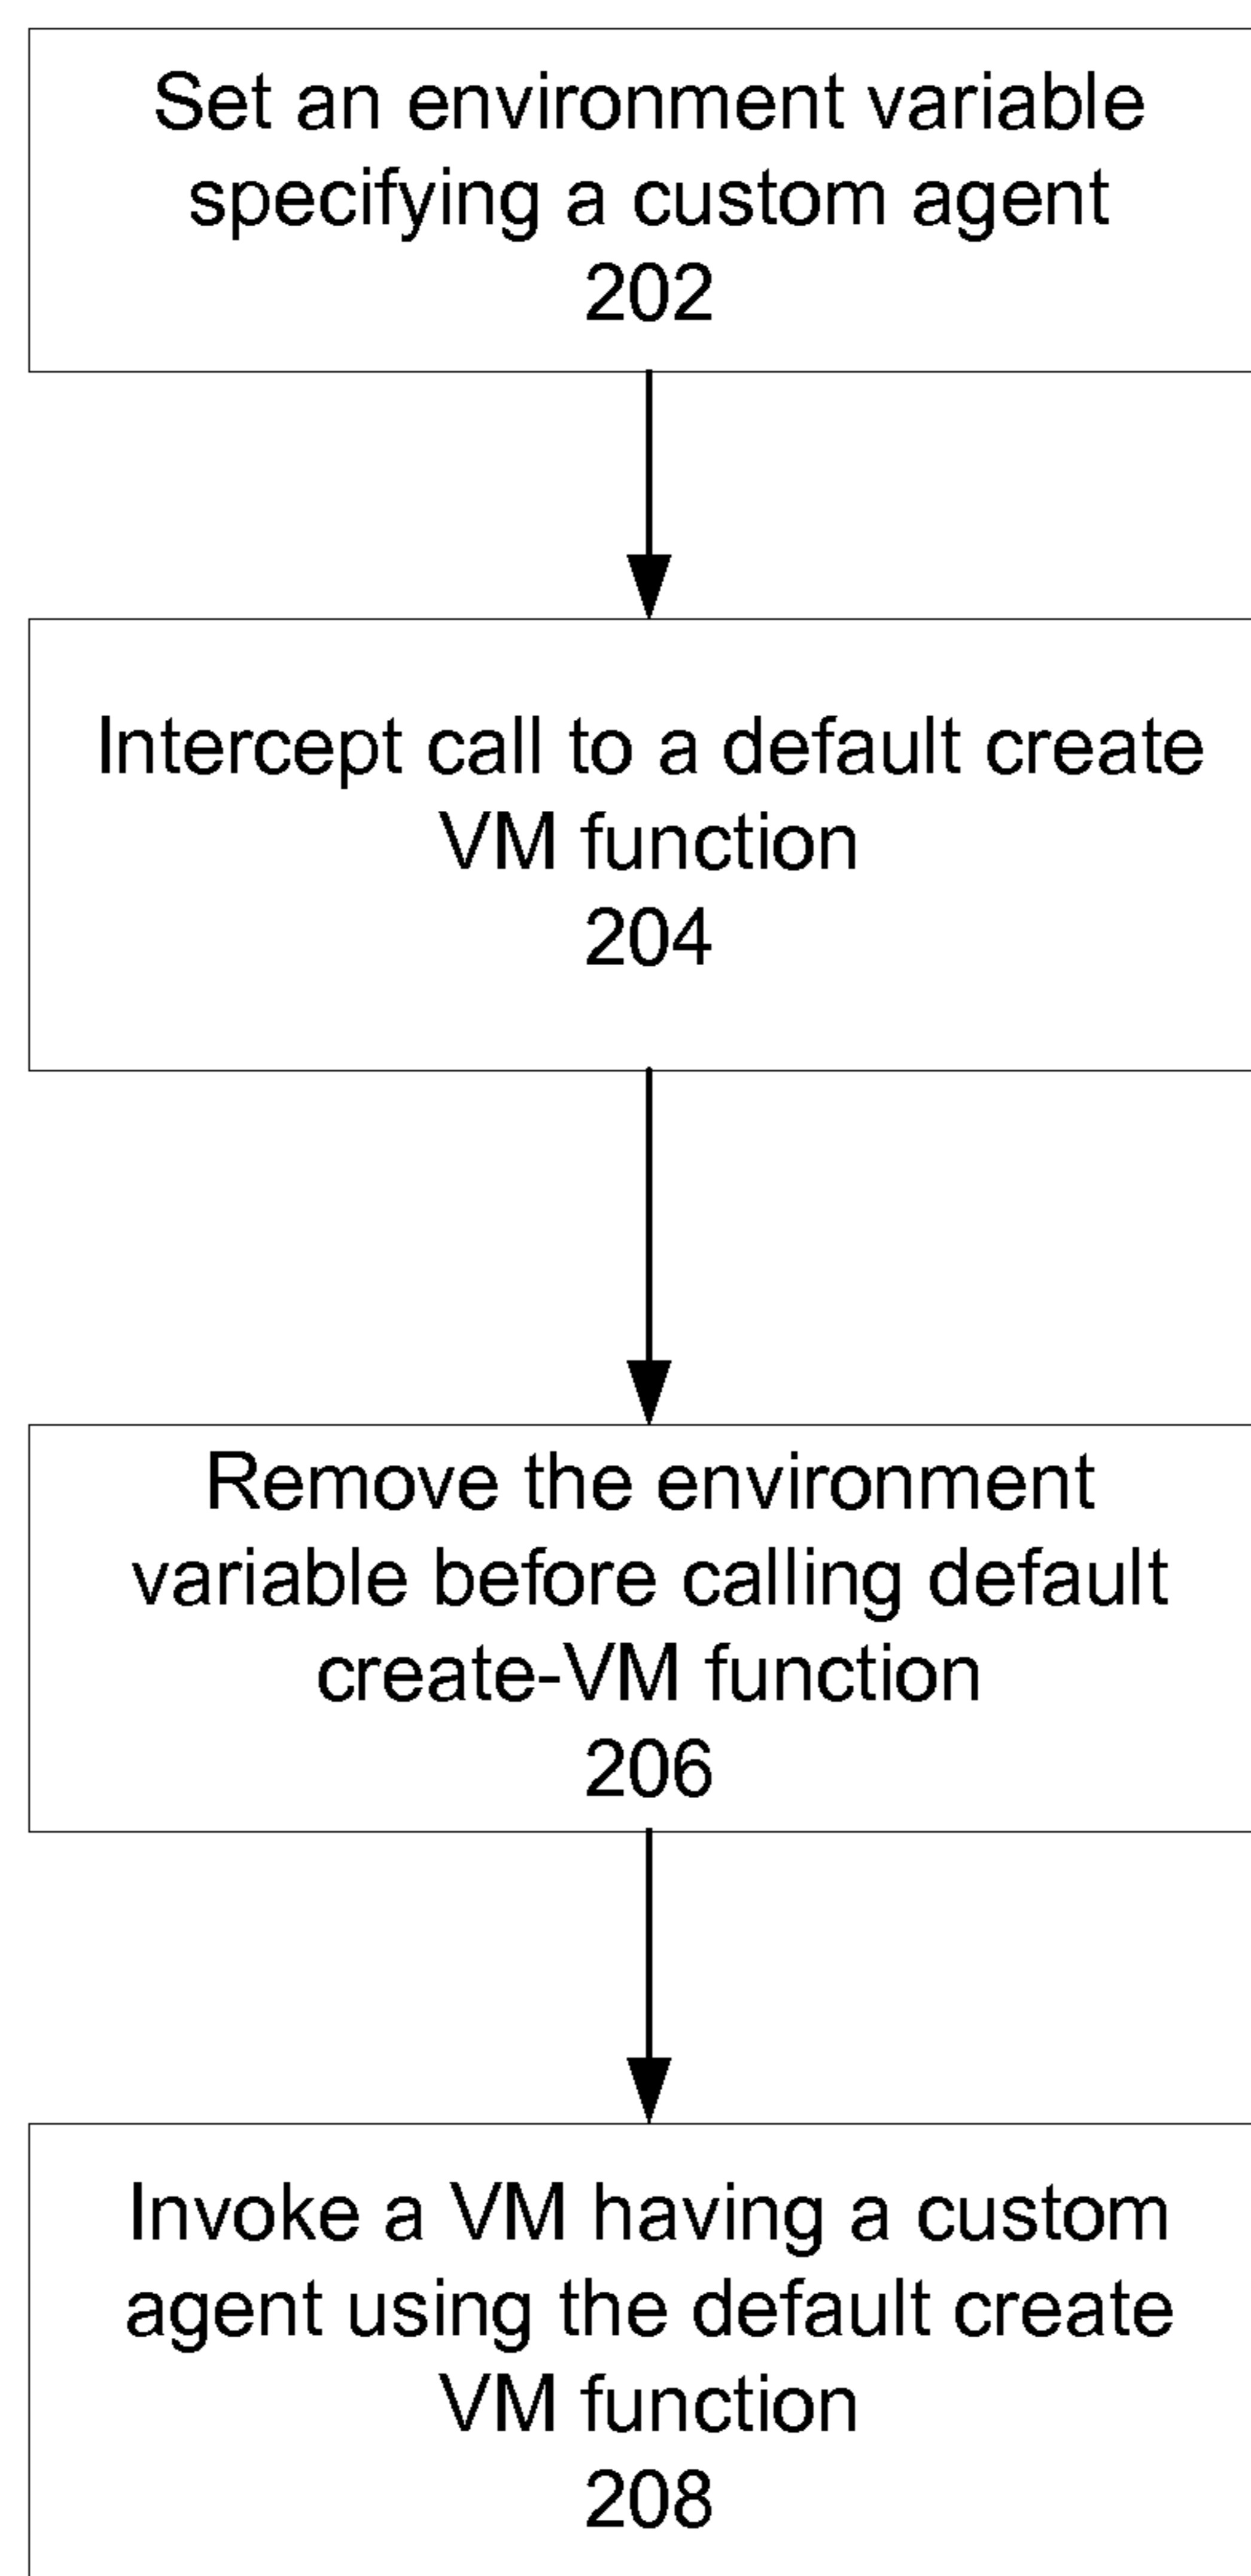 Set an environment variable
specifying a custom agent
202
Intercept call to a default create
VM function
204
Remove the environment
variable before calling default
create-VM function
206
Invoke a VM having a custom
agent using the default create
VM function
208